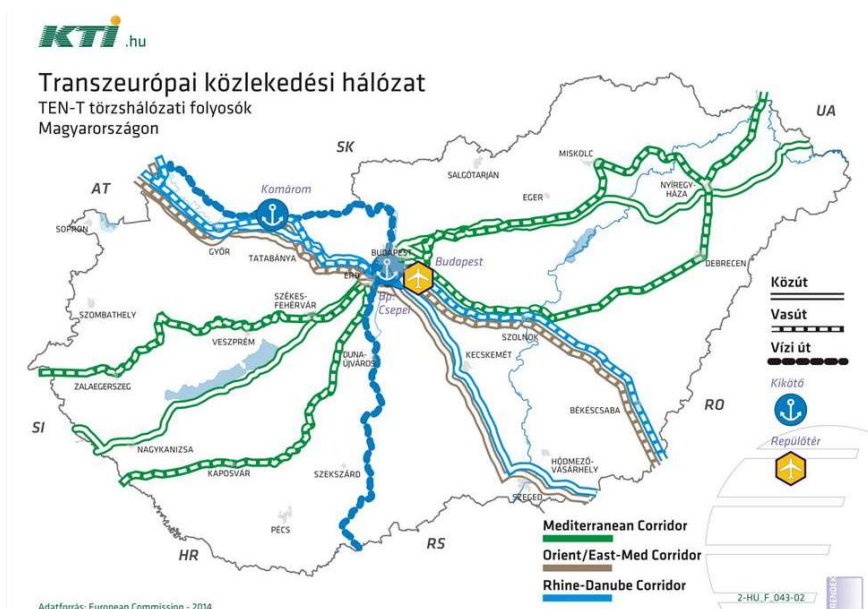 KTI.hu
Transzeurópai közlekedési hálózat
TEN-T törzshálózati folyosók
Magyarországon
UA
SK
MISKOLC
SALGÓTARJÁN
NYÍREGY-
HÁZA
AT
Komárom
EGER
SOPRON
GYŐR
TATABÁNYA
BUDAPEST
Budapest
DEBRECEN
ÉRD
Bp.
Csepel
SZÉKES-
FEHÉRVÁR
Közút
SZOMBATHELY
VESZPRÉM
SZOLNOK
Vasút
DUNA-
ÚJVÁROS
KECSKEMÉT
Vízi út
ZALAEGERSZEG
Kikötő
RO
BÉKÉSCSABA
SI
Repülőtér
NAGYKANIZSA
KAPOSVÁR
SZEKSZÁRD
HÓDMEZŐ-
VÁSÁRHELY
SZEGED
PÉCS
HR
RS
Mediterranean Corridor
Orient/East-Med Corridor
Rhine-Danube Corridor
2-HU_F_043-02
RENDEK
Adatforrás: European Commission - 2014